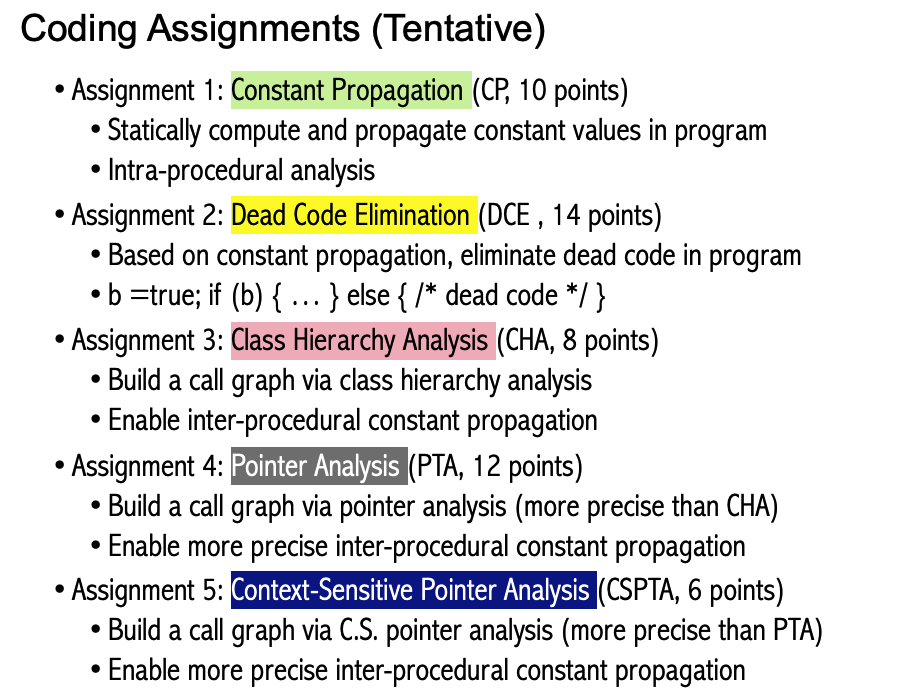 Coding Assignments (Tentative)
• Assignment 1: Constant Propagation (CP, 10 points)
• Statically compute and propagate constant values in program
• Intra-procedural analysis
• Assignment 2: Dead Code Elimination (DCE , 14 points)
• Based on constant propagation, eliminate dead code in program
• b =true; if (b) { … } else { /* dead code */ }
• Assignment 3: Class Hierarchy Analysis (CHA, 8 points)
• Build a call graph via class hierarchy analysis
• Enable inter-procedural constant propagation
• Assignment 4: Pointer Analysis (PTA, 12 points)
• Build a call graph via pointer analysis (more precise than CHA)
• Enable more precise inter-procedural constant propagation
• Assignment 5: Context-Sensitive Pointer Analysis (CSPTA, 6 points)
• Build a call graph via C.S. pointer analysis (more precise than PTA)
• Enable more precise inter-procedural constant propagation